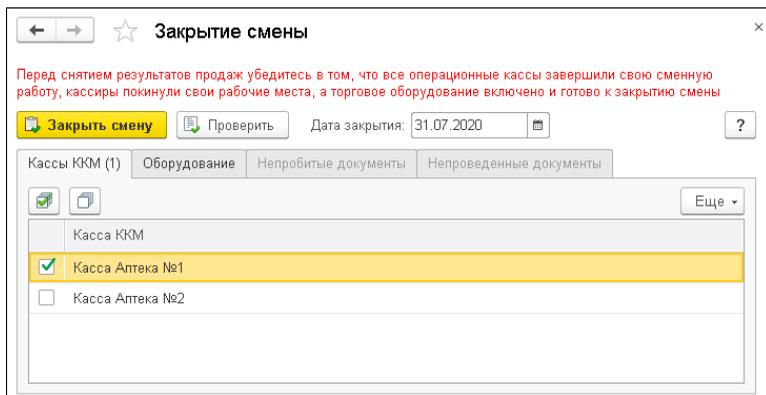 Закрытие смены
Перед снятием результатов продаж убедитесь в том, что все операционные кассы завершили свою сменную
работу, кассиры покинули свои рабочие места, а торговое оборудование включено и готово к закрытию смены
Закрыть смену Проверить Дата закрытия: 31.07.2020 ?
Кассы ККМ (1) Оборудование Непробитые документы Непроведенные документы
Еще
Касса ККМ
Касса Аптека №1
Касса Аптека №2